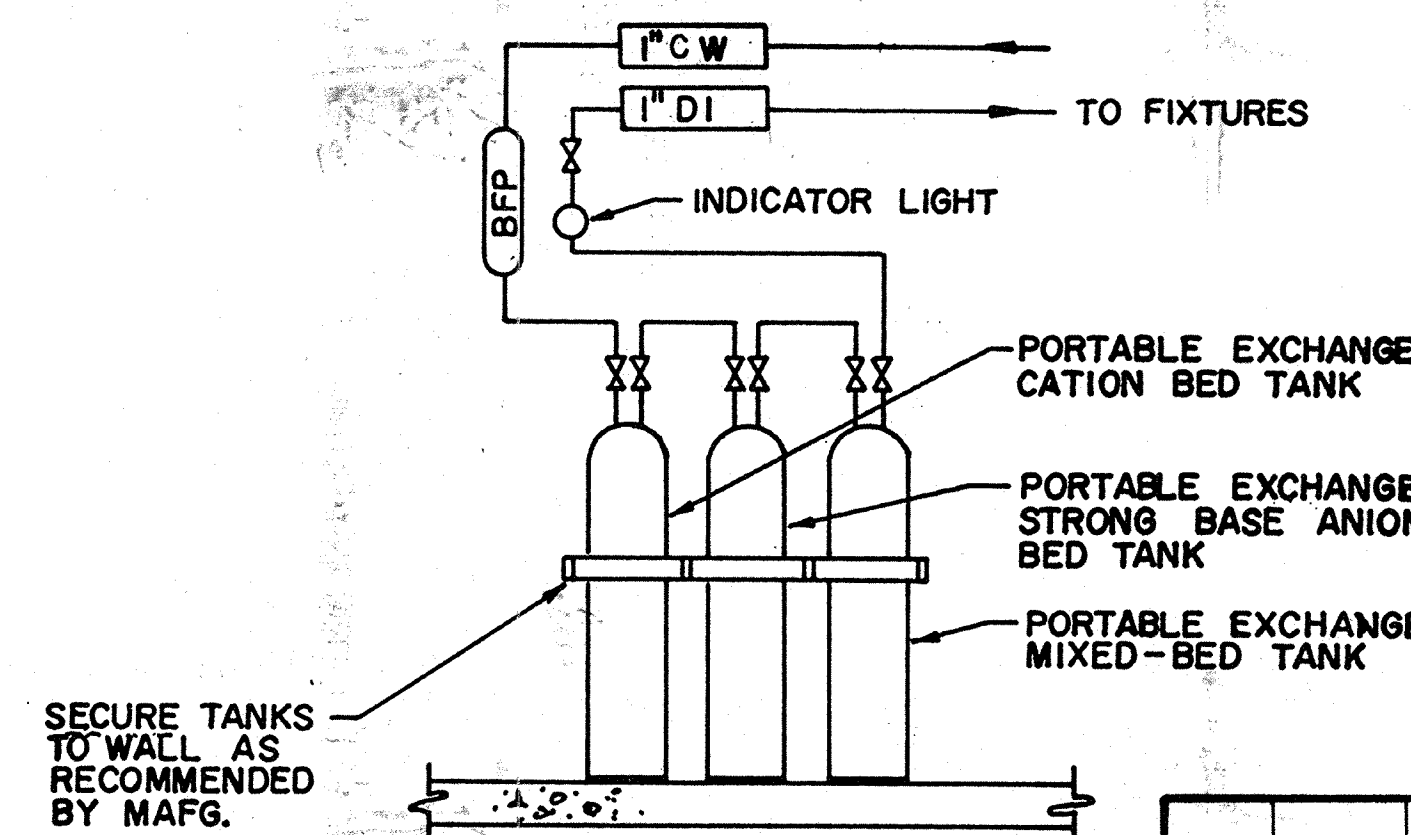 1" CW
1" DI
TO FIXTURES
BFP
INDICATOR LIGHT
PORTABLE EXCHANGE
CATION BED TANK
PORTABLE EXCHANGE
STRONG BASE ANION
BED TANK
PORTABLE EXCHANGE
MIXED-BED TANK
SECURE TANKS
TO WALL AS
RECOMMENDED
BY MAFG.